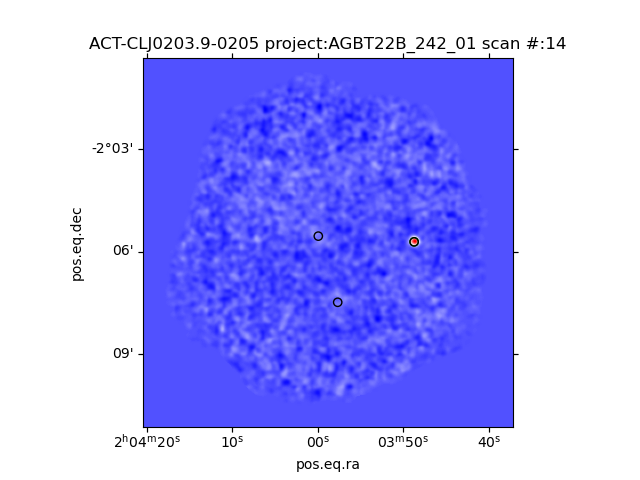 ACT-CLJ0203.9-0205 project:AGBT22B_242_01 scan #:14
-2°03'
06'
09'
pos.eq.dec
2ʰ04ᵐ20ˢ 10ˢ 00ˢ 03ᵐ50ˢ 40ˢ
pos.eq.ra